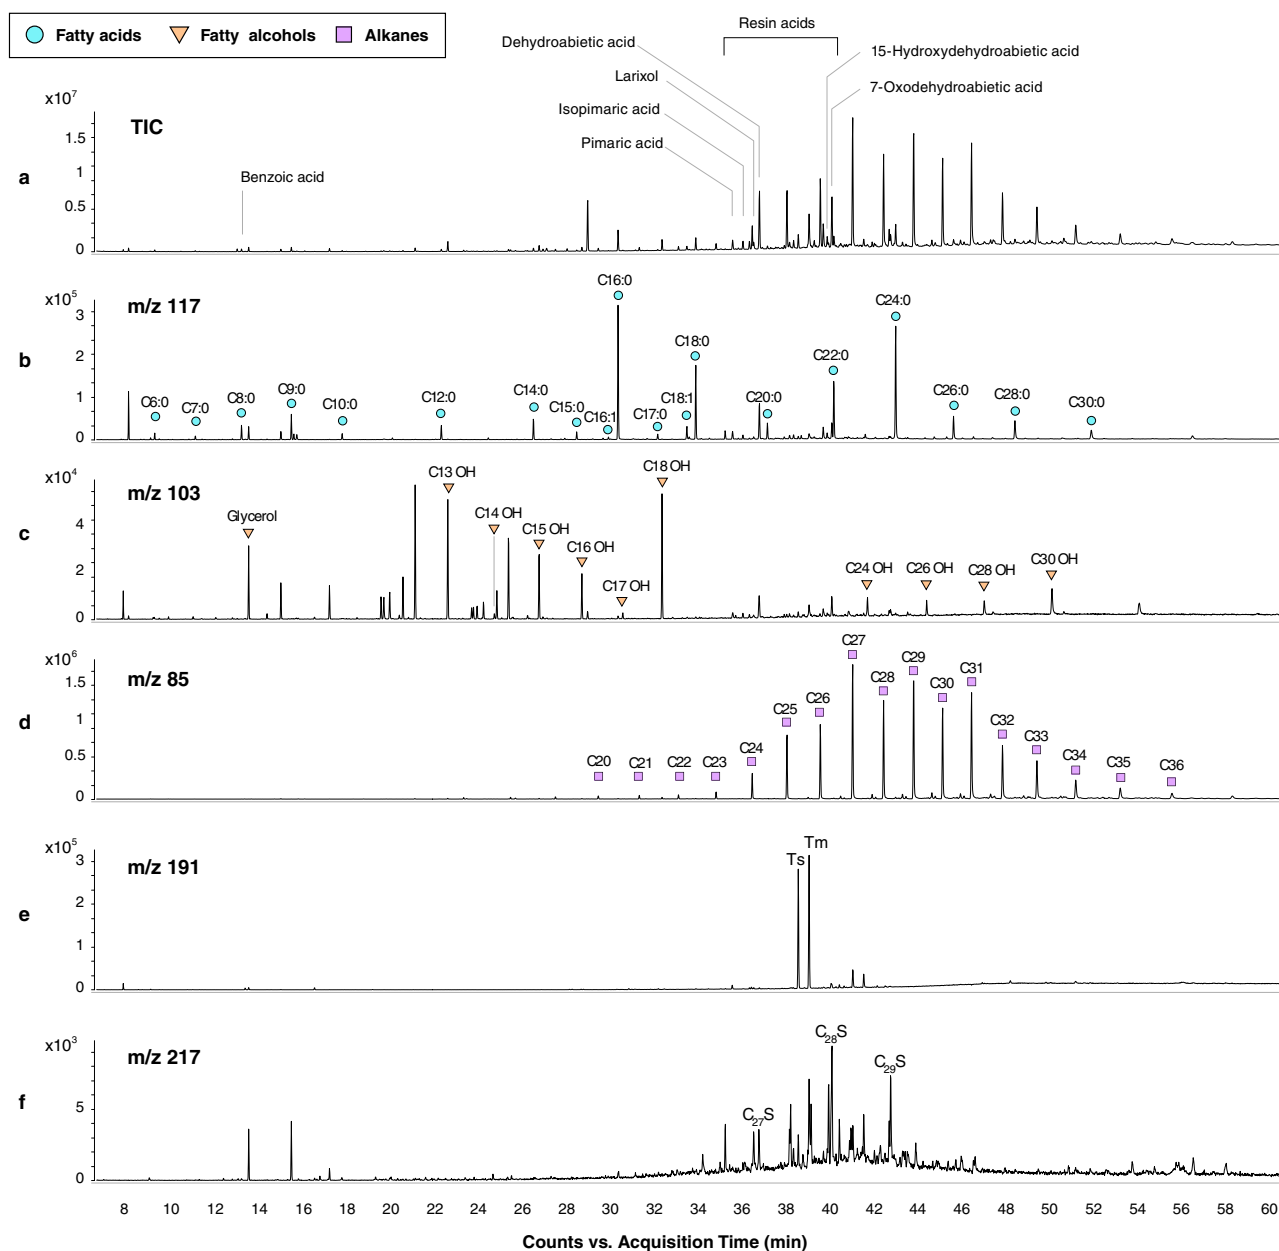 Fatty acids Fatty alcohols Alkanes
Resin acids
Dehydroabietic acid
15-Hydroxydehydroabietic acid
Larixol
7-Oxodehydroabietic acid
Isopimaric acid
Pimaric acid
Benzoic acid
a
x10⁷
TIC
1.5
1
0.5
0
b
x10⁵
m/z 117
3
2
1
0
C6:0 C7:0 C8:0 C9:0 C10:0 C12:0 C14:0 C15:0 C16:1 C16:0 C17:0 C18:1 C18:0 C20:0 C22:0 C24:0 C26:0 C28:0 C30:0
c
x10⁴
m/z 103
4
2
0
Glycerol C13 OH C14 OH C15 OH C16 OH C17 OH C18 OH C24 OH C26 OH C28 OH C30 OH
d
x10⁶
m/z 85
1.5
1
0.5
0
C20 C21 C22 C23 C24 C25 C26 C27 C28 C29 C30 C31 C32 C33 C34 C35 C36
e
x10⁵
m/z 191
3
2
1
0
Ts Tm
f
x10³
m/z 217
5
0
C₂₇S C₂₈S C₂₉S
8 10 12 14 16 18 20 22 24 26 28 30 32 34 36 38 40 42 44 46 48 50 52 54 56 58 60
Counts vs. Acquisition Time (min)